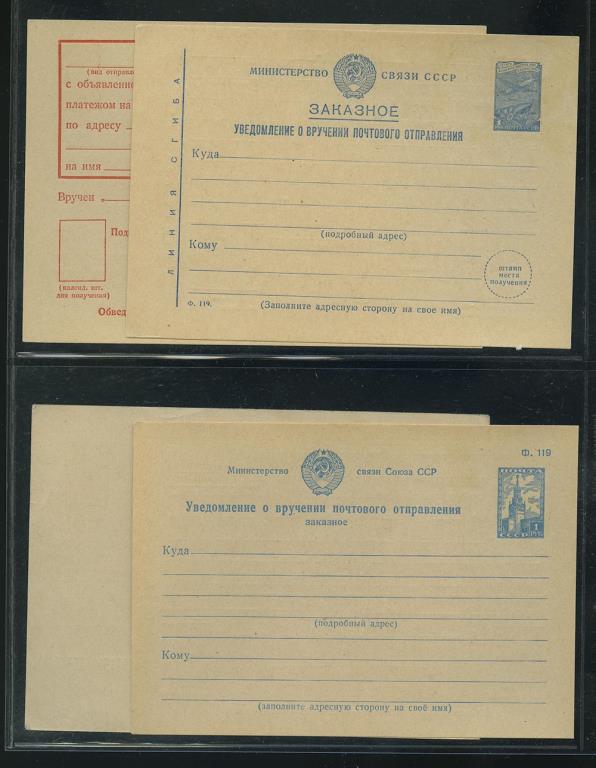 (вид отправле
с объявленно
платежом на
по адресу
на имя
Вручен
Под
(календ. шт.
дня получения)
Обвед
ЛИНИЯ СГИБА
МИНИСТЕРСТВО СВЯЗИ СССР
ЗАКАЗНОЕ
УВЕДОМЛЕНИЕ О ВРУЧЕНИИ ПОЧТОВОГО ОТПРАВЛЕНИЯ
Куда
(подробный адрес)
Кому
штамп
места
получения
Ф. 119.
(Заполните адресную сторону на свое имя)
Ф. 119
Министерство связи Союза ССР
ПОЧТА
1
СССР
Уведомление о вручении почтового отправления
заказное
Куда
(подробный адрес)
Кому
(заполните адресную сторону на своё имя)